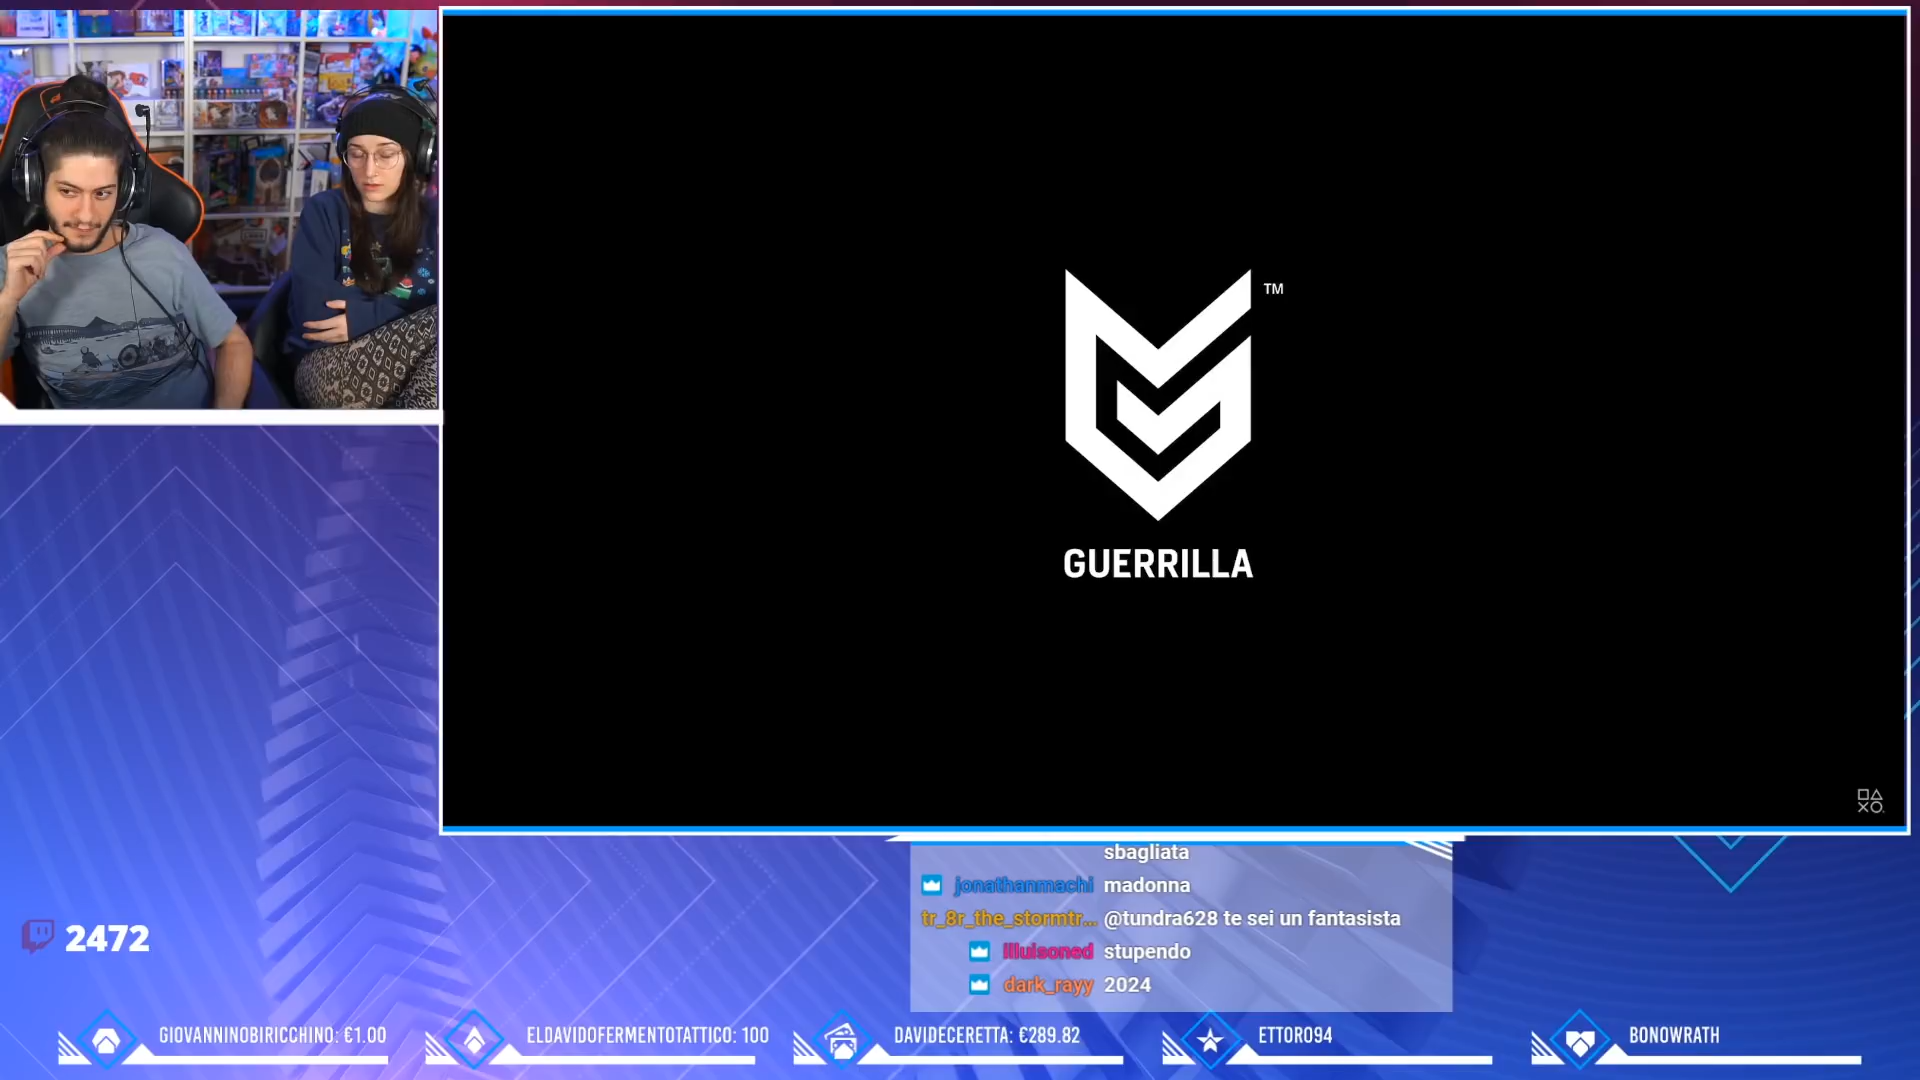 TM
GUERRILLA
sbagliata
jonathanmachi madonna
tr_8r_the_stormtr... @tundra628 te sei un fantasista
illuisoned stupendo
dark_rayy 2024
2472
GIOVANNINOBIRICCHINO: €1.00
ELDAVIDOFERMENTOTATTICO: 100
DAVIDECERETTA: €289.82
ETTORO94
BONOWRATH